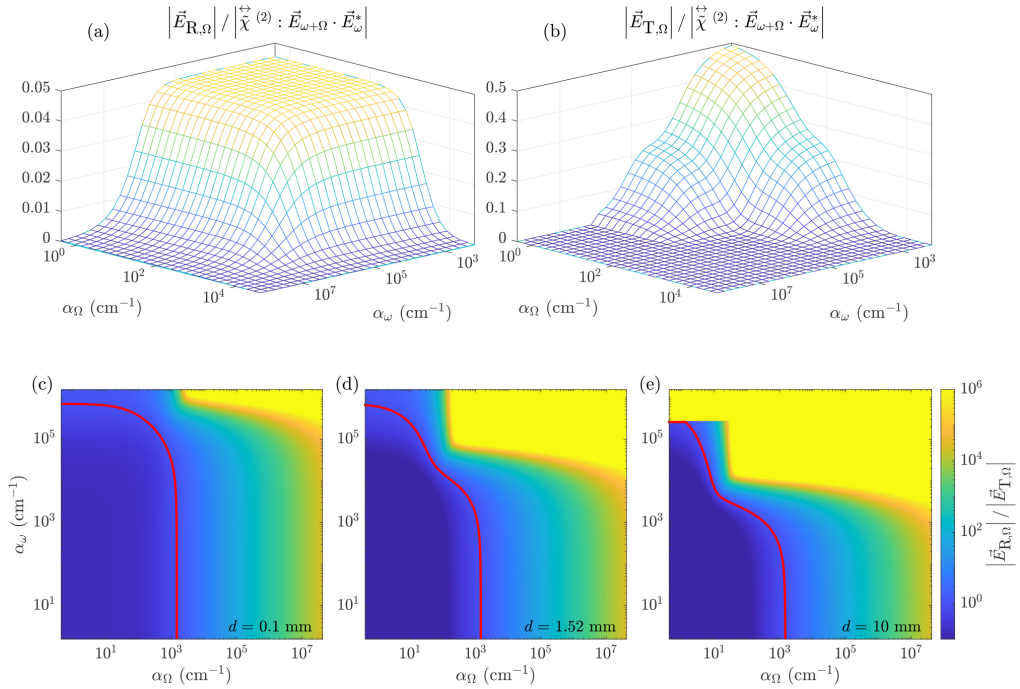 (a) |E⃗_{R,Ω}| / |χ̃⃡^{(2)} : E⃗_{ω+Ω} · E⃗_ω^*|
(b) |E⃗_{T,Ω}| / |χ̃⃡^{(2)} : E⃗_{ω+Ω} · E⃗_ω^*|
0.05
0.04
0.03
0.02
0.01
0
10^0
10^2
10^4
α_Ω (cm^{-1})
10^7
10^5
10^3
α_ω (cm^{-1})
0.5
0.4
0.3
0.2
0.1
0
10^0
10^2
10^4
α_Ω (cm^{-1})
10^7
10^5
10^3
α_ω (cm^{-1})
(c)
(d)
(e)
α_ω (cm^{-1})
10^5
10^3
10^1
d = 0.1 mm
10^1 10^3 10^5 10^7
α_Ω (cm^{-1})
10^5
10^3
10^1
d = 1.52 mm
10^1 10^3 10^5 10^7
α_Ω (cm^{-1})
10^5
10^3
10^1
d = 10 mm
10^1 10^3 10^5 10^7
α_Ω (cm^{-1})
10^6
10^4
10^2
10^0
|E⃗_{R,Ω}| / |E⃗_{T,Ω}|